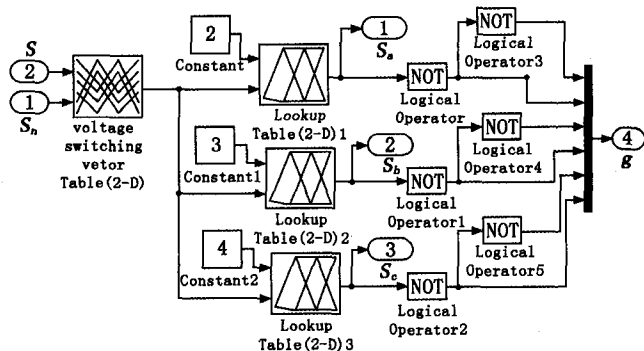 S
2
1
Sn
voltage
switching
vetor
Table(2-D)
2
Constant
Lookup
Table(2-D)1
1
Sa
NOT
Logical
Operator
NOT
Logical
Operator3
3
Constant1
Lookup
Table(2-D)2
2
Sb
NOT
Logical
Operator1
NOT
Logical
Operator4
4
Constant2
Lookup
Table(2-D)3
3
Sc
NOT
Logical
Operator2
NOT
Logical
Operator5
4
g